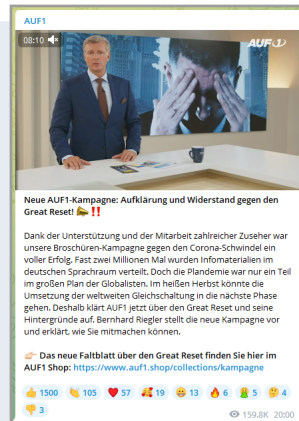 AUF1
08:10
AUF1
Neue AUF1-Kampagne: Aufklärung und Widerstand gegen den
Great Reset! 📣 ‼️
Dank der Unterstützung und der Mitarbeit zahlreicher Zuseher war
unsere Broschüren-Kampagne gegen den Corona-Schwindel ein
voller Erfolg. Fast zwei Millionen Mal wurden Infomaterialien im
deutschen Sprachraum verteilt. Doch die Plandemie war nur ein Teil
im großen Plan der Globalisten. Im heißen Herbst könnte die
Umsetzung der weltweiten Gleichschaltung in die nächste Phase
gehen. Deshalb klärt AUF1 jetzt über den Great Reset und seine
Hintergründe auf. Bernhard Riegler stellt die neue Kampagne vor
und erklärt, wie Sie mitmachen können.
👉🏻 Das neue Faltblatt über den Great Reset finden Sie hier im
AUF1 Shop: https://www.auf1.shop/collections/kampagne
👍 1500 👏 105 ❤️ 57 🥰 19 😁 13 🔥 6 🤮 5 🤔 4
👎 3
159.8K 20:00